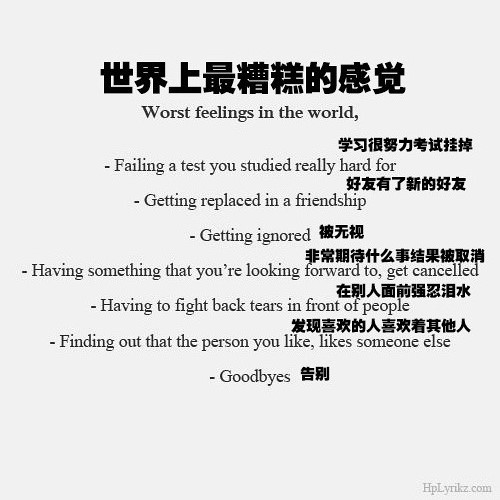 世界上最糟糕的感觉
Worst feelings in the world,
学习很努力考试挂掉
- Failing a test you studied really hard for
好友有了新的好友
- Getting replaced in a friendship
- Getting ignored 被无视
非常期待什么事结果被取消
- Having something that you're looking forward to, get cancelled
在别人面前强忍泪水
- Having to fight back tears in front of people
发现喜欢的人喜欢着其他人
- Finding out that the person you like, likes someone else
- Goodbyes 告别
HpLyrikz.com